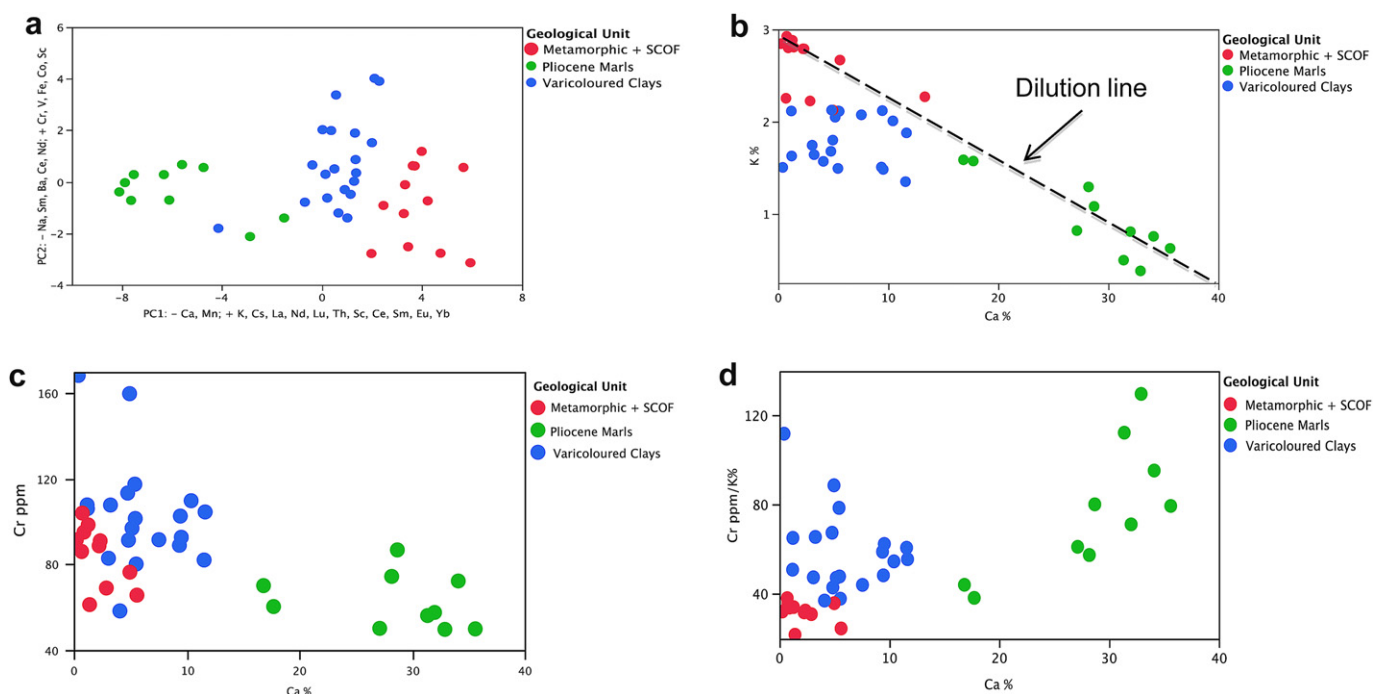 a
6
4
2
0
−2
−4
−8
−4
0
4
8
PC2: − Na, Sm, Ba, Ce, Nd; + Cr, V, Fe, Co, Sc
PC1: − Ca, Mn; + K, Cs, La, Nd, Lu, Th, Sc, Ce, Sm, Eu, Yb
Geological Unit
Metamorphic + SCOF
Pliocene Marls
Varicoloured Clays
b
3
2
1
0
10
20
30
40
K %
Ca %
Dilution line
Geological Unit
Metamorphic + SCOF
Pliocene Marls
Varicoloured Clays
c
160
120
80
40
0
10
20
30
40
Cr ppm
Ca %
Geological Unit
Metamorphic + SCOF
Pliocene Marls
Varicoloured Clays
d
120
80
40
0
10
20
30
40
Cr ppm/K%
Ca %
Geological Unit
Metamorphic + SCOF
Pliocene Marls
Varicoloured Clays